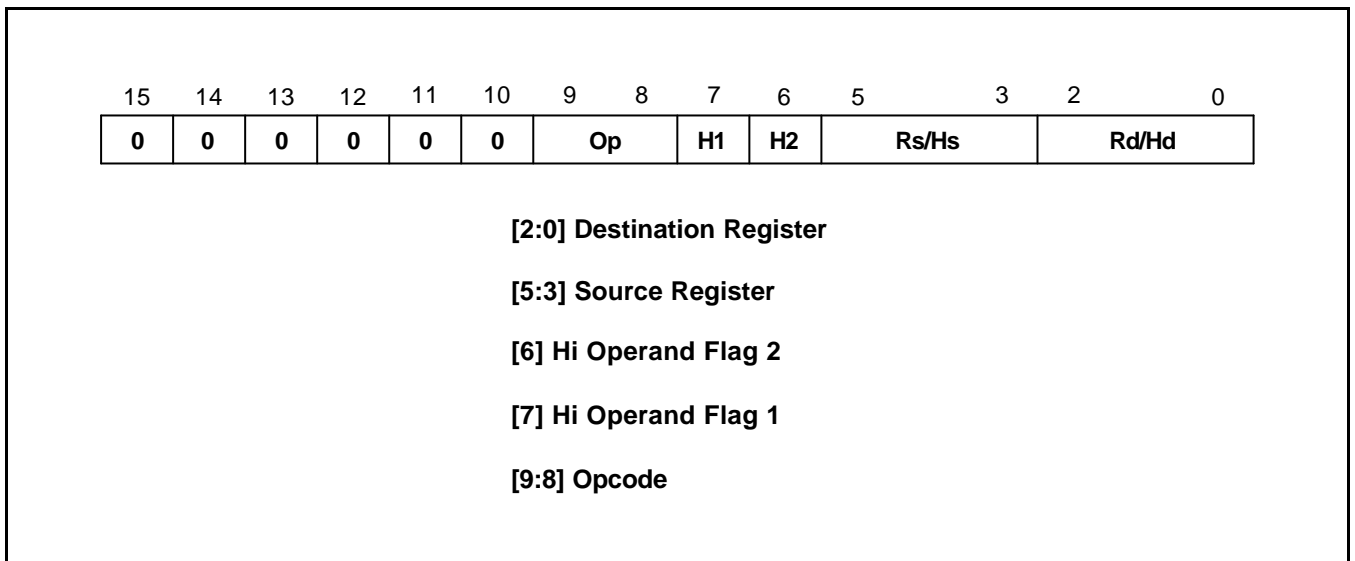 15 14 13 12 11 10 9 8 7 6 5 3 2 0
0 0 0 0 0 0 Op H1 H2 Rs/Hs Rd/Hd
[2:0] Destination Register
[5:3] Source Register
[6] Hi Operand Flag 2
[7] Hi Operand Flag 1
[9:8] Opcode